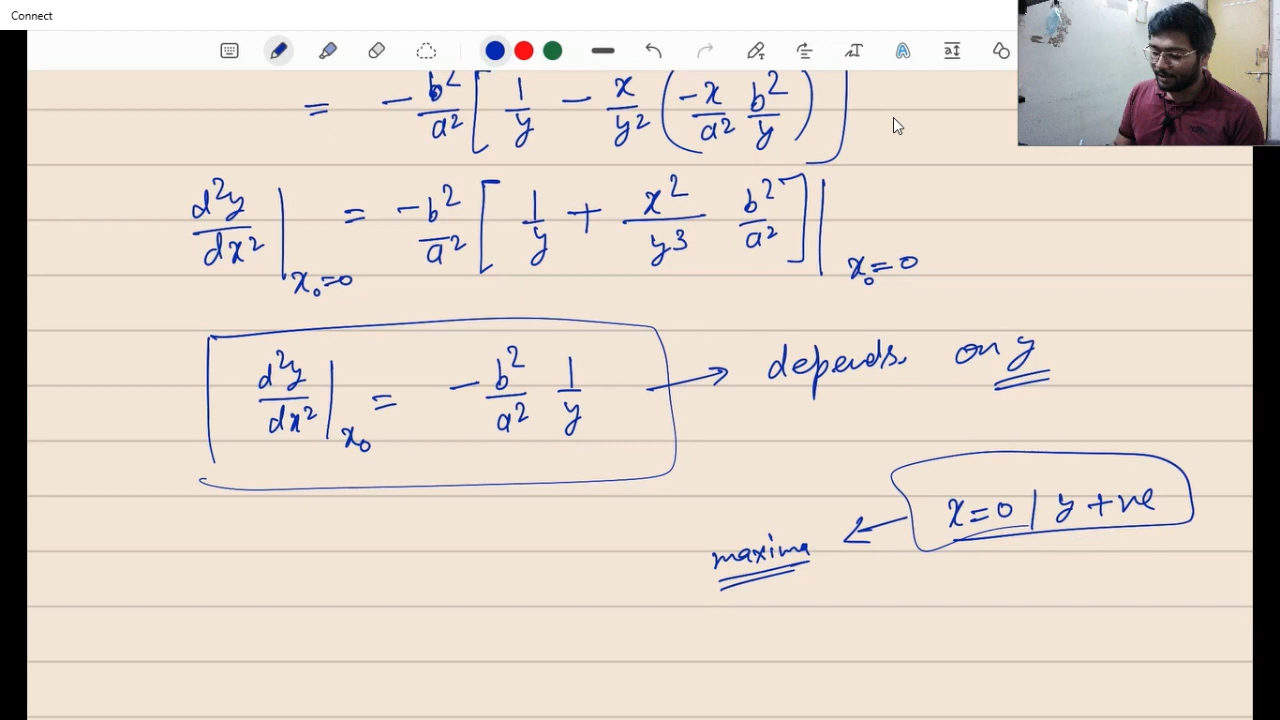 Connect
= -b²/a² [ 1/y - x/y² ( -x/a² b²/y ) ]
d²y/dx² |x₀=0 = -b²/a² [ 1/y + x²/y³ b²/a² ] |x₀=0
d²y/dx² |x₀ = -b²/a² 1/y → depends on y
x=0 | y +ve
maxima